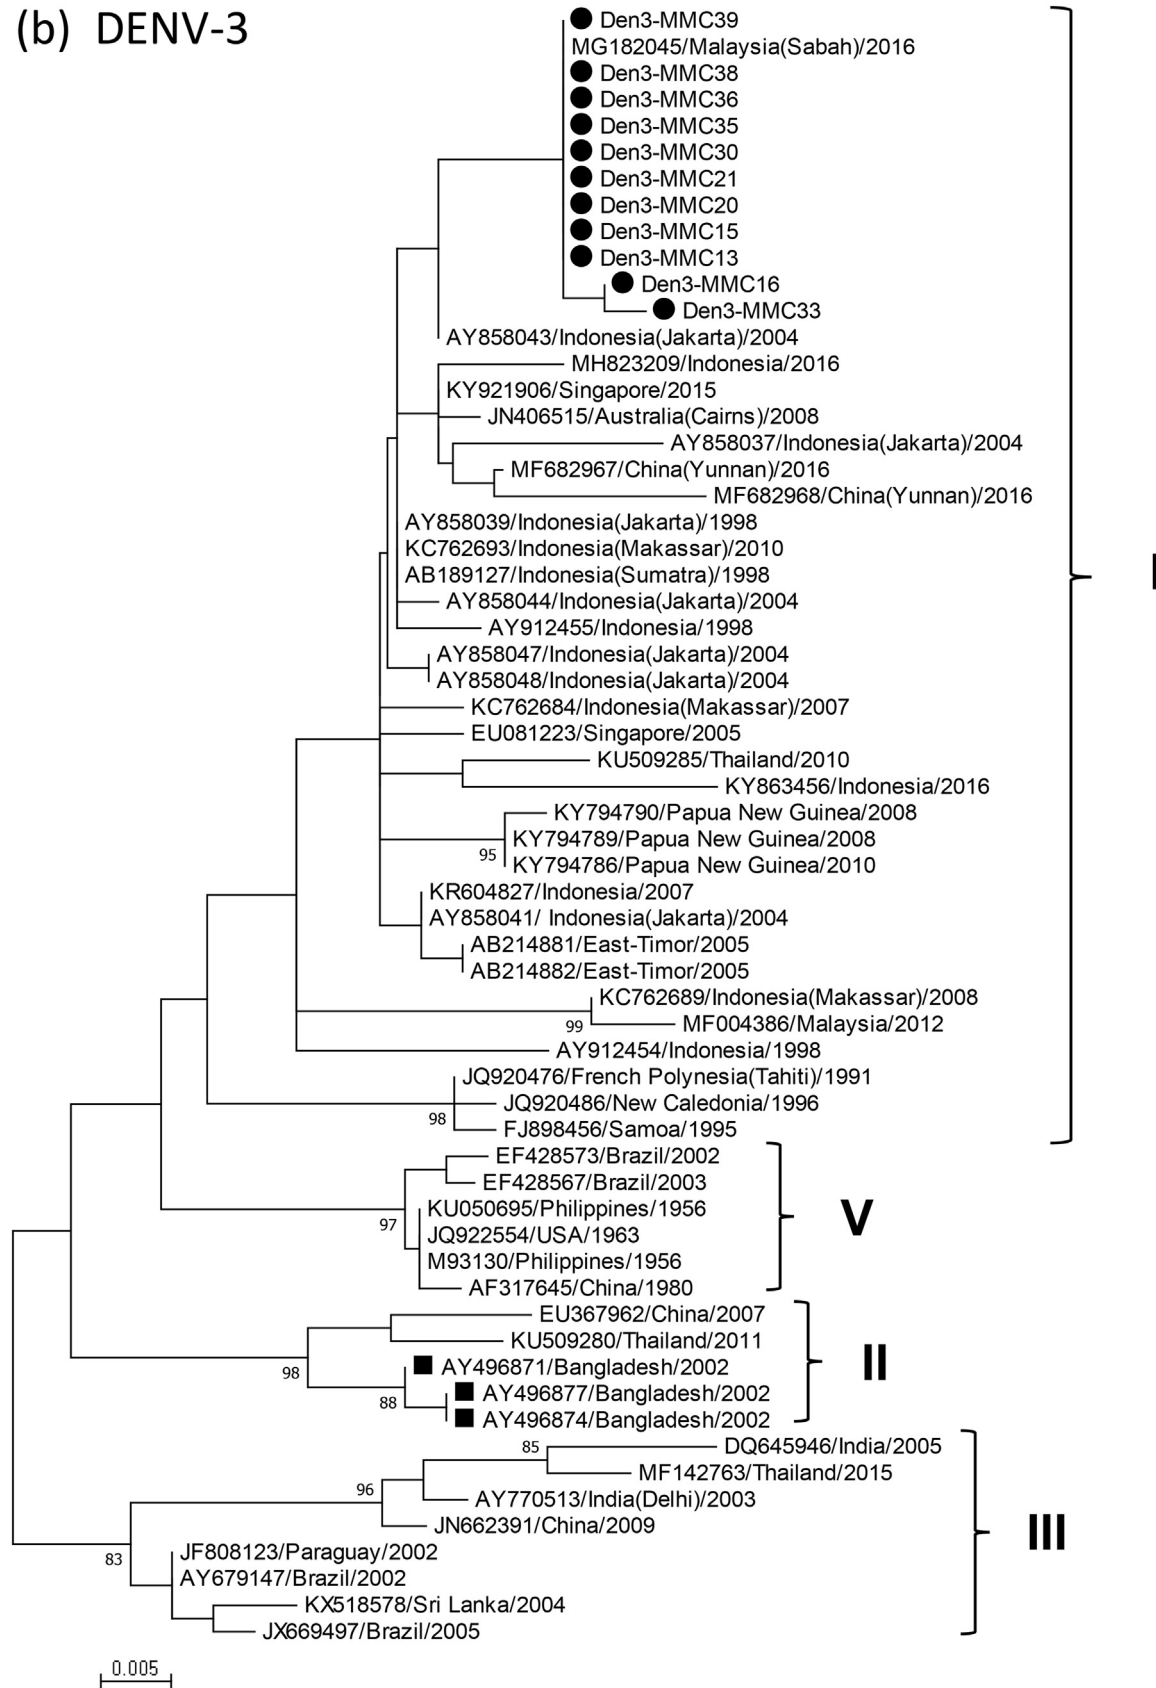 (b) DENV-3
Den3-MMC39
MG182045/Malaysia(Sabah)/2016
Den3-MMC38
Den3-MMC36
Den3-MMC35
Den3-MMC30
Den3-MMC21
Den3-MMC20
Den3-MMC15
Den3-MMC13
Den3-MMC16
Den3-MMC33
AY858043/Indonesia(Jakarta)/2004
MH823209/Indonesia/2016
KY921906/Singapore/2015
JN406515/Australia(Cairns)/2008
AY858037/Indonesia(Jakarta)/2004
MF682967/China(Yunnan)/2016
MF682968/China(Yunnan)/2016
AY858039/Indonesia(Jakarta)/1998
KC762693/Indonesia(Makassar)/2010
AB189127/Indonesia(Sumatra)/1998
I
AY858044/Indonesia(Jakarta)/2004
AY912455/Indonesia/1998
AY858047/Indonesia(Jakarta)/2004
AY858048/Indonesia(Jakarta)/2004
KC762684/Indonesia(Makassar)/2007
EU081223/Singapore/2005
KU509285/Thailand/2010
KY863456/Indonesia/2016
KY794790/Papua New Guinea/2008
KY794789/Papua New Guinea/2008
95
KY794786/Papua New Guinea/2010
KR604827/Indonesia/2007
AY858041/ Indonesia(Jakarta)/2004
AB214881/East-Timor/2005
AB214882/East-Timor/2005
KC762689/Indonesia(Makassar)/2008
99
MF004386/Malaysia/2012
AY912454/Indonesia/1998
JQ920476/French Polynesia(Tahiti)/1991
JQ920486/New Caledonia/1996
98
FJ898456/Samoa/1995
EF428573/Brazil/2002
EF428567/Brazil/2003
KU050695/Philippines/1956
97
V
JQ922554/USA/1963
M93130/Philippines/1956
AF317645/China/1980
EU367962/China/2007
KU509280/Thailand/2011
II
98
AY496871/Bangladesh/2002
AY496877/Bangladesh/2002
88
AY496874/Bangladesh/2002
85
DQ645946/India/2005
MF142763/Thailand/2015
96
AY770513/India(Delhi)/2003
JN662391/China/2009
III
83
JF808123/Paraguay/2002
AY679147/Brazil/2002
KX518578/Sri Lanka/2004
JX669497/Brazil/2005
0.005